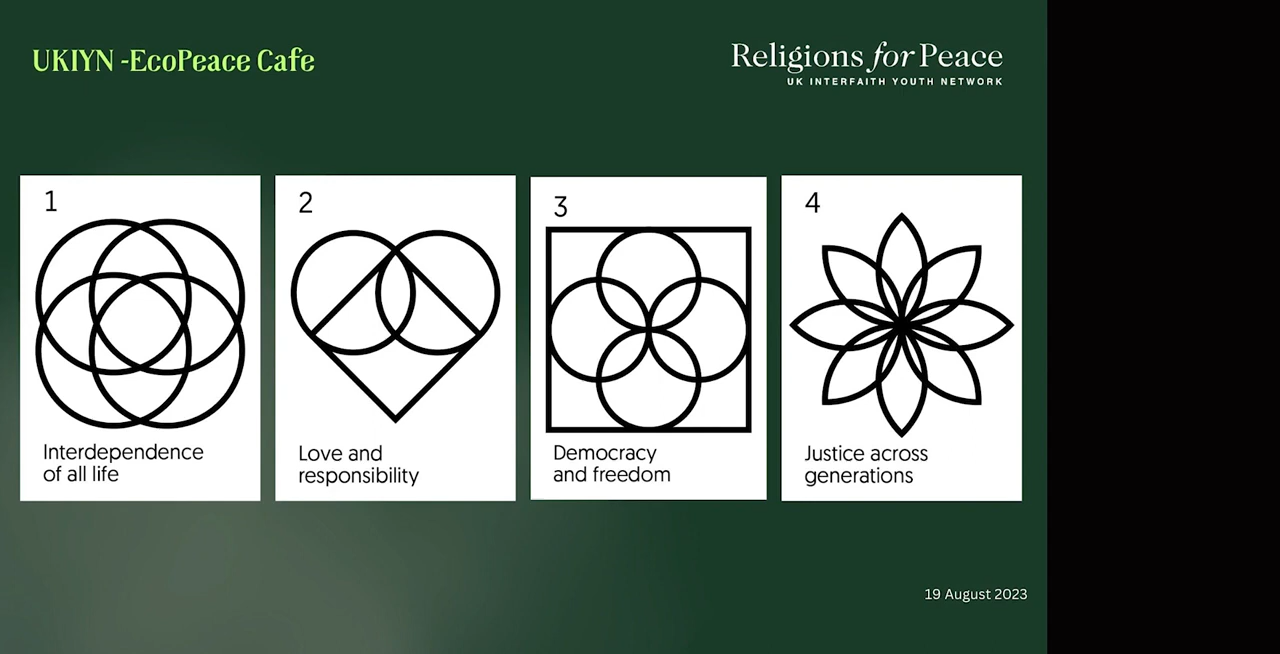 UKIYN -EcoPeace Cafe
Religions for Peace
UK INTERFAITH YOUTH NETWORK
1
Interdependence
of all life
2
Love and
responsibility
3
Democracy
and freedom
4
Justice across
generations
19 August 2023